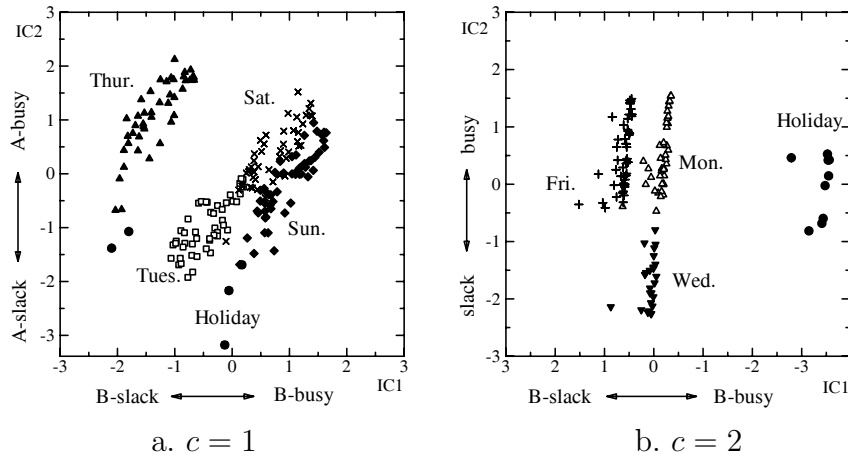 IC2
3
2
1
0
-1
-2
-3
A-busy
A-slack
Thur.
Sat.
Sun.
Tues.
Holiday
-3 -2 -1 0 1 2 3
IC1
B-slack B-busy
a. c = 1
IC2
3
2
1
0
-1
-2
-3
busy
slack
Holiday
Mon.
Fri.
Wed.
3 2 1 0 -1 -2 -3 -4
IC1
B-slack B-busy
b. c = 2